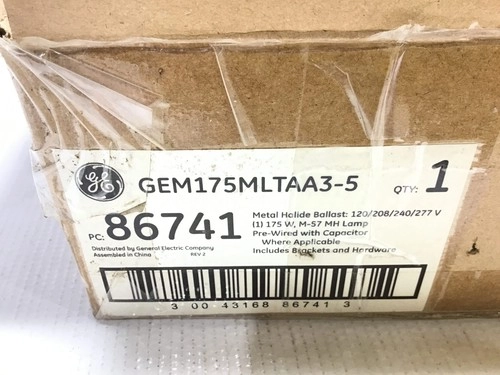 GE
GEM175MLTAA3-5
QTY: 1
PC: 86741
Metal Halide Ballast: 120/208/240/277 V
(1) 175 W, M-57 MH Lamp
Pre-Wired with Capacitor
Where Applicable
Includes Brackets and Hardware
Distributed by General Electric Company
Assembled in China REV 2
3 00 43168 86741 3